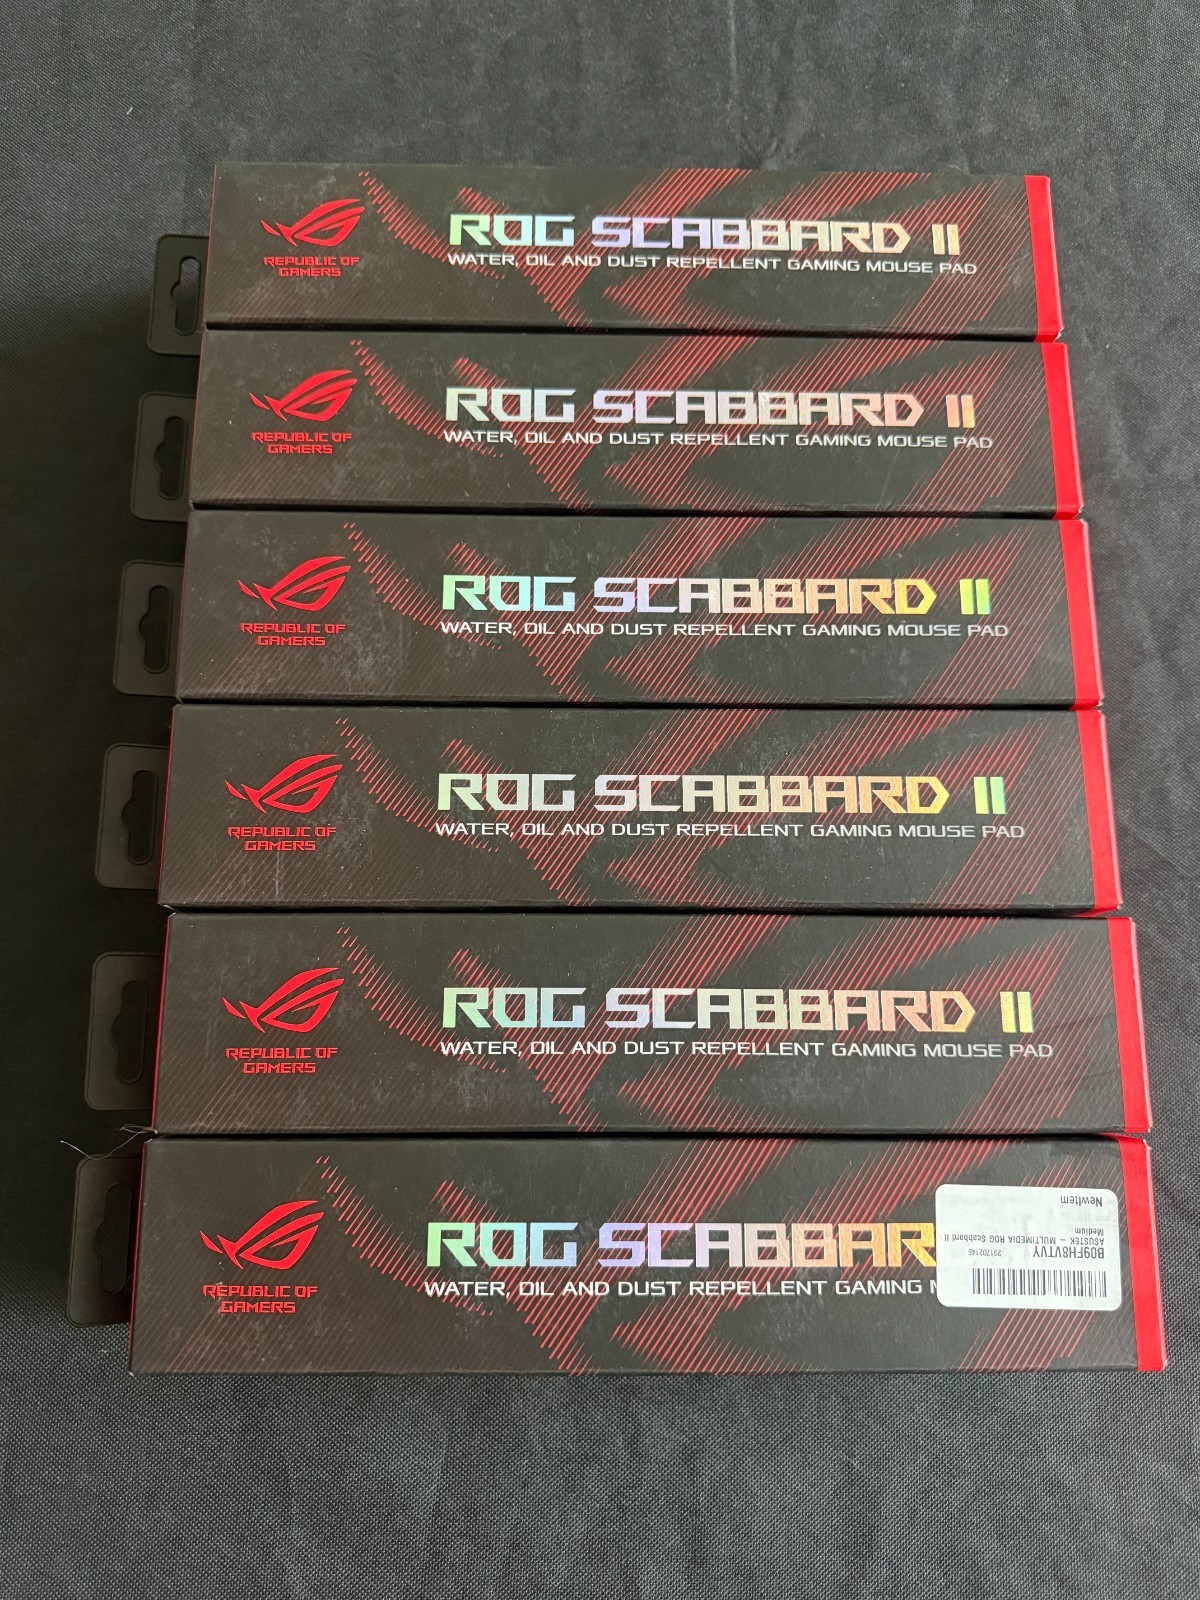 REPUBLIC OF
GAMERS
ROG SCABBARD II
WATER, OIL AND DUST REPELLENT GAMING MOUSE PAD
REPUBLIC OF
GAMERS
ROG SCABBARD II
WATER, OIL AND DUST REPELLENT GAMING MOUSE PAD
REPUBLIC OF
GAMERS
ROG SCABBARD II
WATER, OIL AND DUST REPELLENT GAMING MOUSE PAD
REPUBLIC OF
GAMERS
ROG SCABBARD II
WATER, OIL AND DUST REPELLENT GAMING MOUSE PAD
REPUBLIC OF
GAMERS
ROG SCABBARD II
WATER, OIL AND DUST REPELLENT GAMING MOUSE PAD
REPUBLIC OF
GAMERS
ROG SCABBAR
WATER, OIL AND DUST REPELLENT GAMING
B09FH8VTVY 201702146
ASUSTEK – MULTIMEDIA ROG Scabbard II
Medium
NewItem